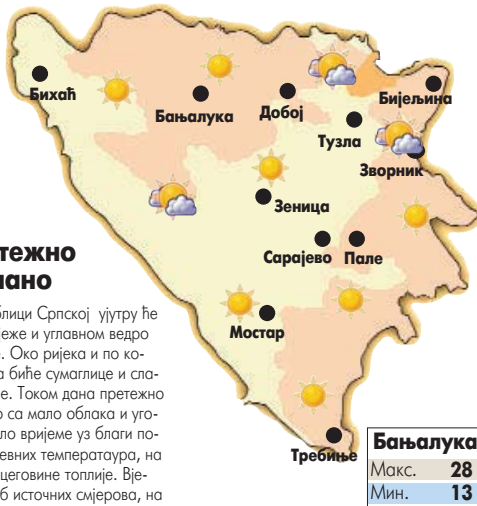 Бихаћ
Бањалука
Добој
Бијељина
Тузла
Зворник
Зеница
Сарајево
Пале
Мостар
Требиње
тежно
ано
блици Српској ујутру ће
јеже и углавном ведро
е. Око ријека и по ко-
а биће сумаглице и сла-
е. Током дана претежно
о са мало облака и уго-
ло вријеме уз благи по-
евних температаура, на
цеговине топлије. Вје-
б источних смјерова, на
Бањалука
Макс. 28
Мин. 13